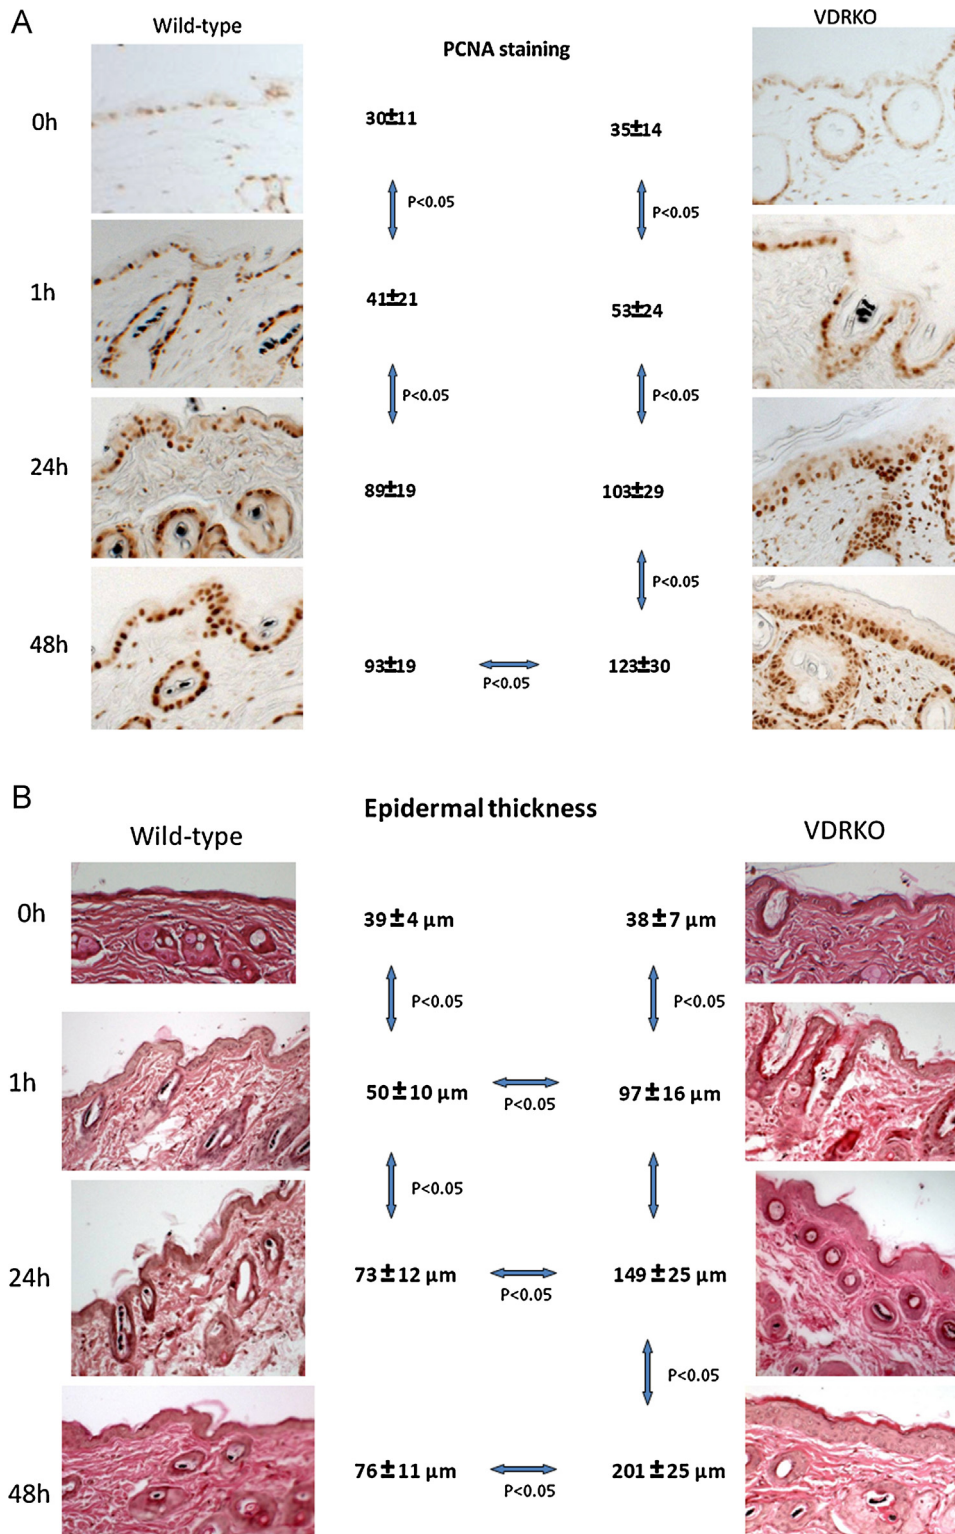 A
Wild-type
VDRKO
PCNA staining
0h
30±11
35±14
P<0.05
P<0.05
1h
41±21
53±24
P<0.05
P<0.05
24h
89±19
103±29
P<0.05
48h
93±19
123±30
P<0.05
B
Epidermal thickness
Wild-type
VDRKO
0h
39±4 μm
38±7 μm
P<0.05
P<0.05
1h
50±10 μm
97±16 μm
P<0.05
P<0.05
24h
73±12 μm
149±25 μm
P<0.05
P<0.05
48h
76±11 μm
201±25 μm
P<0.05